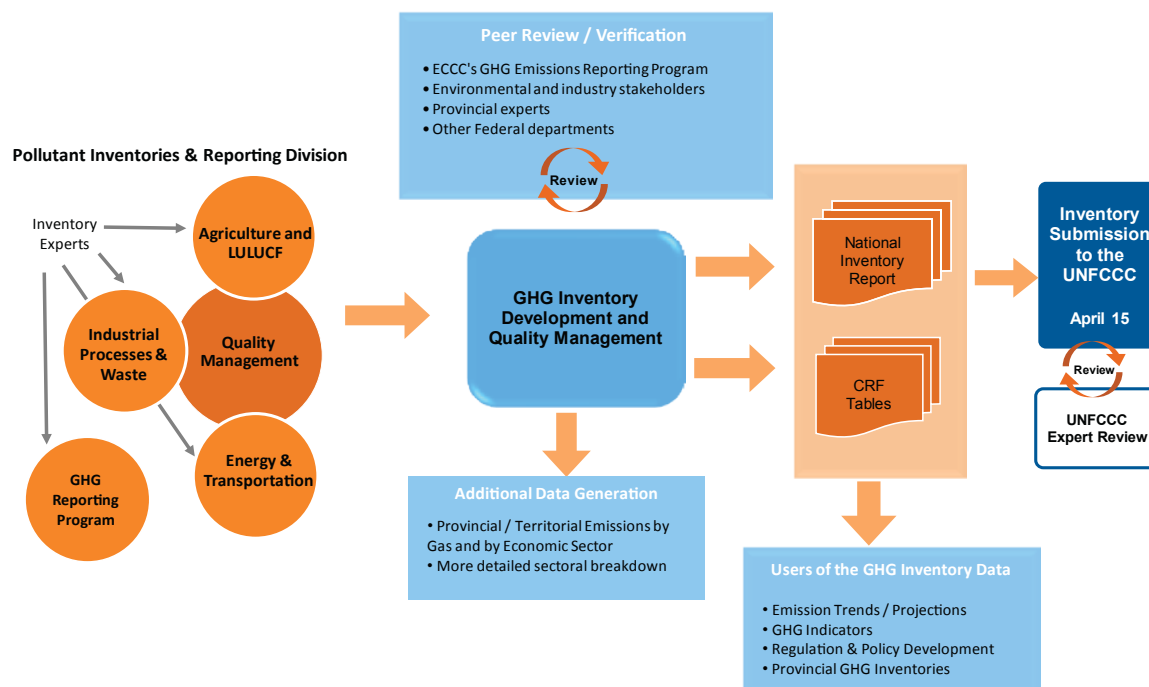 Peer Review / Verification
• ECCC's GHG Emissions Reporting Program
• Environmental and industry stakeholders
• Provincial experts
• Other Federal departments
Review
Pollutant Inventories & Reporting Division
Inventory
Experts
Agriculture and
LULUCF
Industrial
Processes &
Waste
Quality
Management
Energy &
Transportation
GHG
Reporting
Program
GHG Inventory
Development and
Quality Management
National
Inventory
Report
CRF
Tables
Inventory
Submission
to the
UNFCCC
April 15
Review
UNFCCC
Expert Review
Additional Data Generation
• Provincial / Territorial Emissions by
Gas and by Economic Sector
• More detailed sectoral breakdown
Users of the GHG Inventory Data
• Emission Trends / Projections
• GHG Indicators
• Regulation & Policy Development
• Provincial GHG Inventories